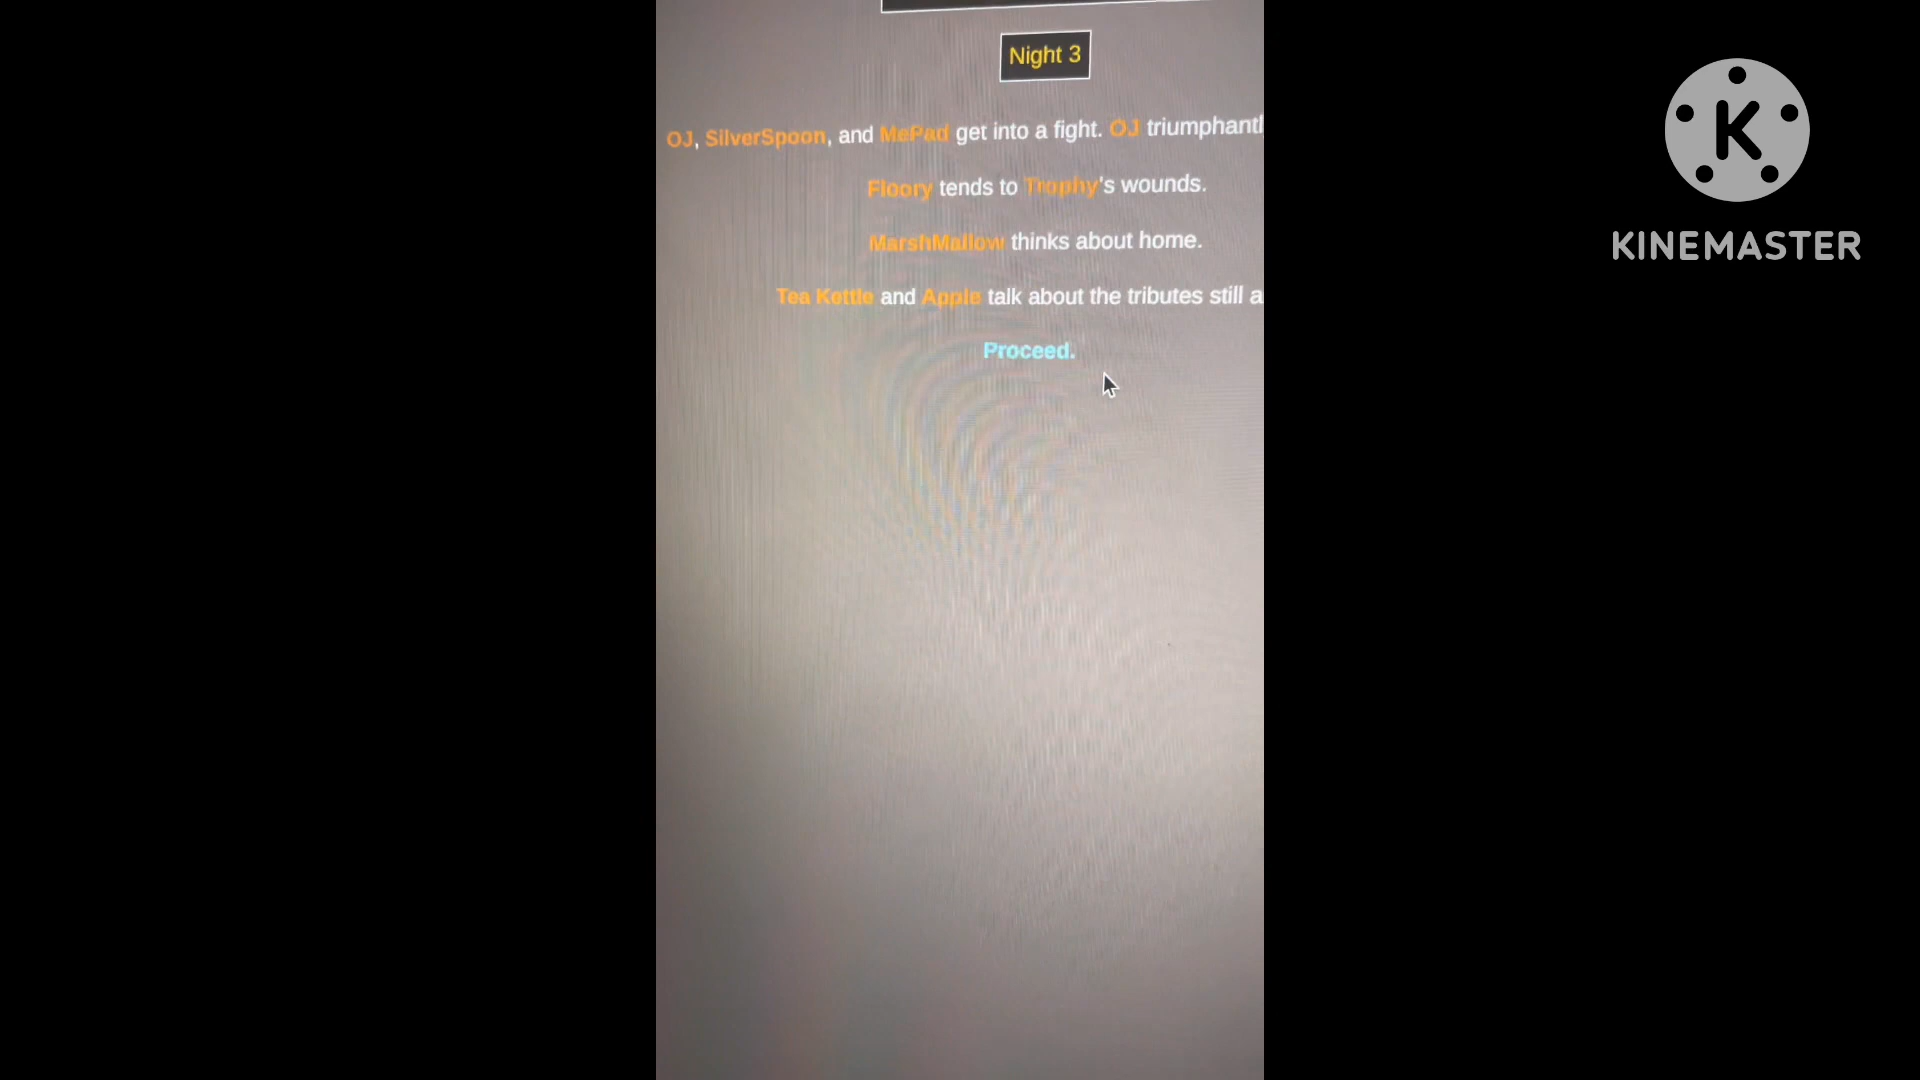 Night 3
OJ, SilverSpoon, and MePad get into a fight. OJ triumphantl
Floory tends to Trophy's wounds.
MarshMallow thinks about home.
Tea Kettle and Apple talk about the tributes still a
Proceed.
KINEMASTER